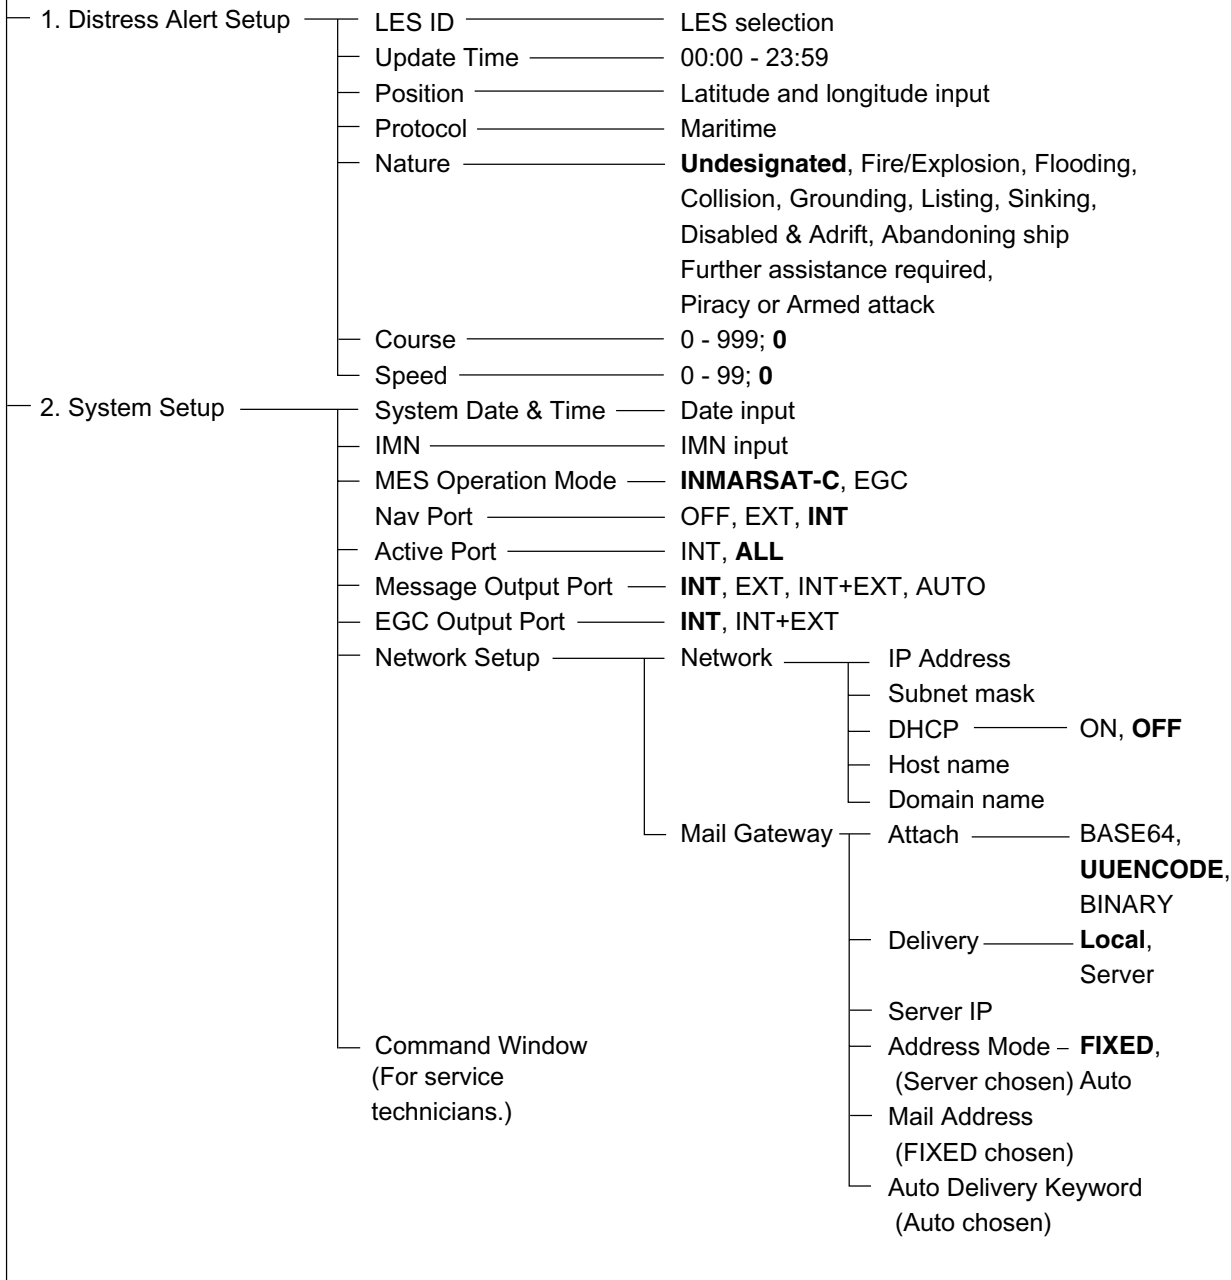 1. Distress Alert Setup LES ID LES selection
Update Time 00:00 - 23:59
Position Latitude and longitude input
Protocol Maritime
Nature Undesignated, Fire/Explosion, Flooding,
Collision, Grounding, Listing, Sinking,
Disabled & Adrift, Abandoning ship
Further assistance required,
Piracy or Armed attack
Course 0 - 999; 0
Speed 0 - 99; 0
2. System Setup System Date & Time Date input
IMN IMN input
MES Operation Mode INMARSAT-C, EGC
Nav Port OFF, EXT, INT
Active Port INT, ALL
Message Output Port INT, EXT, INT+EXT, AUTO
EGC Output Port INT, INT+EXT
Network Setup Network IP Address
Subnet mask
DHCP ON, OFF
Host name
Domain name
Mail Gateway Attach BASE64,
UUENCODE,
BINARY
Delivery Local,
Server
Server IP
Command Window Address Mode FIXED,
(For service (Server chosen) Auto
technicians.) Mail Address
(FIXED chosen)
Auto Delivery Keyword
(Auto chosen)